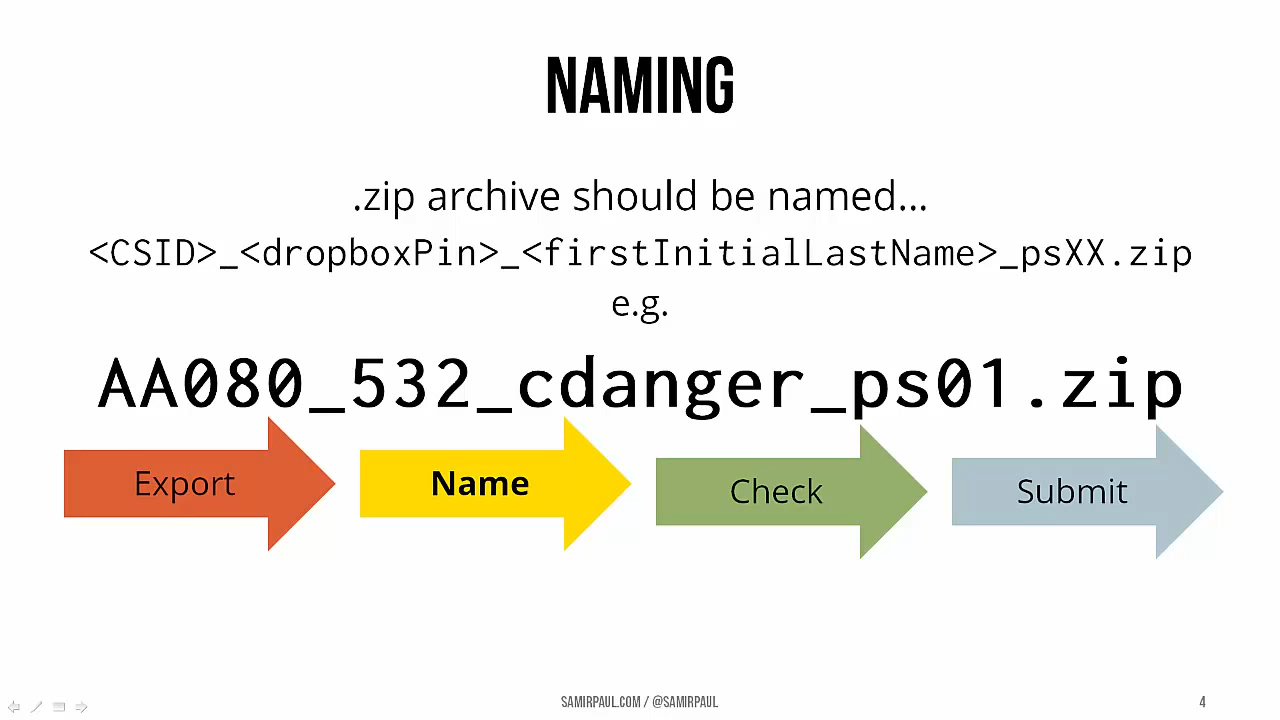 NAMING
.zip archive should be named...
<CSID>_<dropboxPin>_<firstInitialLastName>_psXX.zip
e.g.
AA080_532_cdanger_ps01.zip
Export
Name
Check
Submit
SAMIRPAUL.COM / @SAMIRPAUL
4